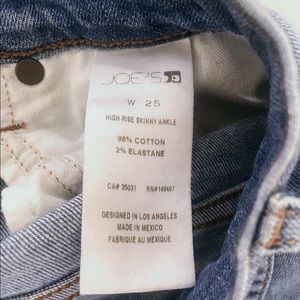 JOE'S
W 25
HIGH RISE SKINNY ANKLE
98% COTTON
2% ELASTANE
CA# 35037 RN#149497
DESIGNED IN LOS ANGELES
MADE IN MEXICO
FABRIQUE AU MEXIQUE